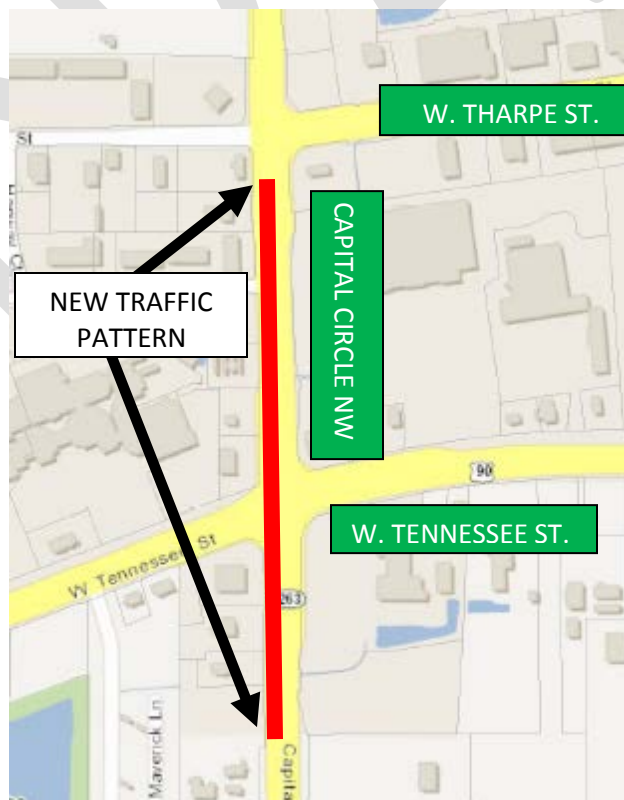 W. THARPE ST.
St
CAPITAL CIRCLE NW
NEW TRAFFIC
PATTERN
90
W. TENNESSEE ST.
W Tennessee St
263
Maverick Ln
Capita